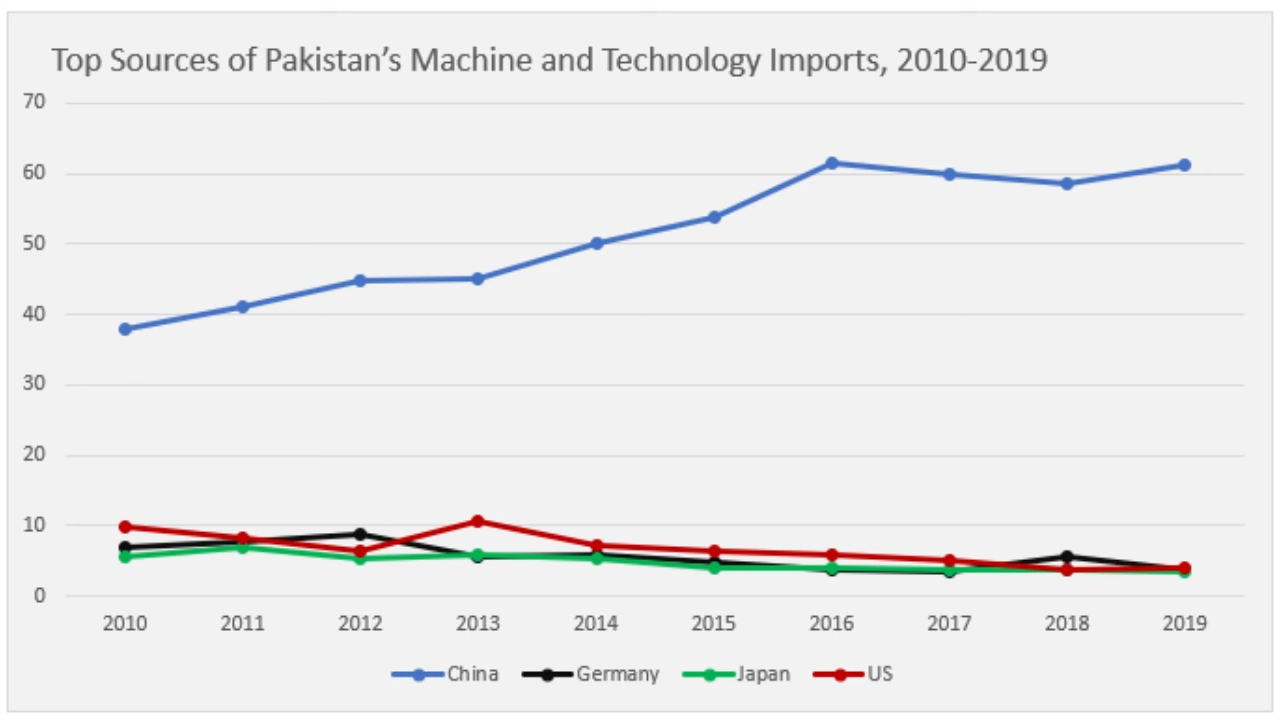 Top Sources of Pakistan’s Machine and Technology Imports, 2010-2019
70
60
50
40
30
20
10
0
2010 2011 2012 2013 2014 2015 2016 2017 2018 2019
China Germany Japan US